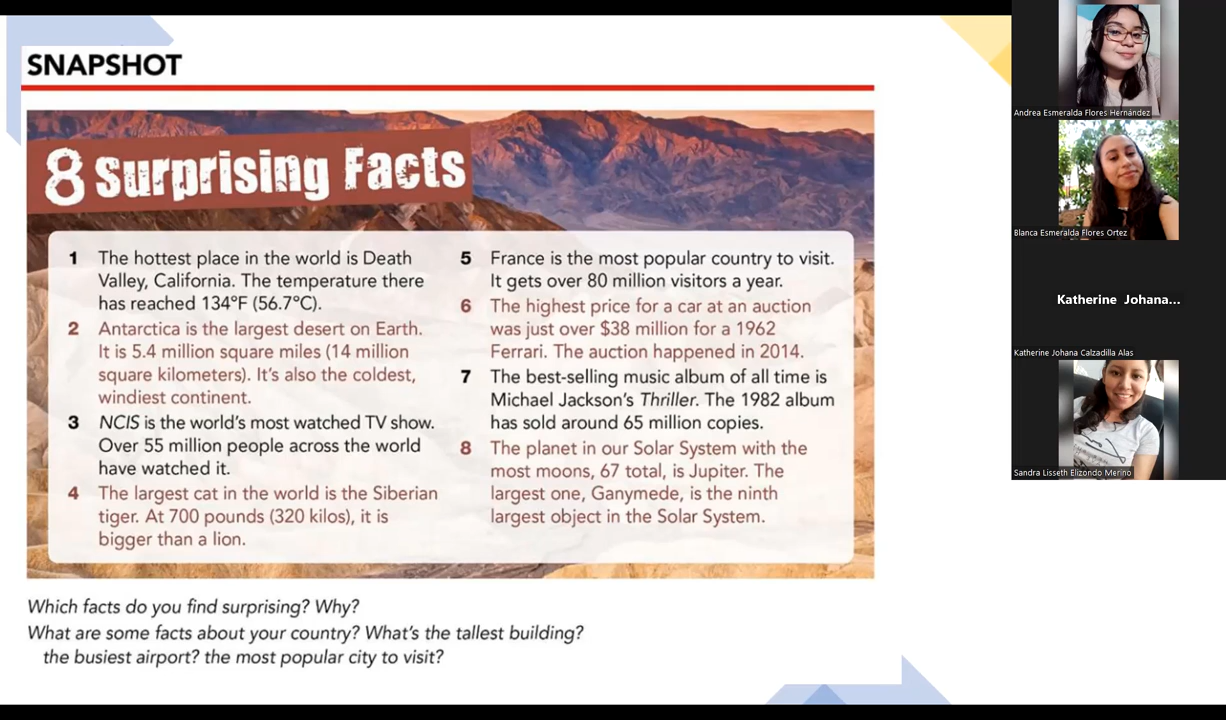 SNAPSHOT
8 Surprising Facts
1 The hottest place in the world is Death
Valley, California. The temperature there
has reached 134°F (56.7°C).
2 Antarctica is the largest desert on Earth.
It is 5.4 million square miles (14 million
square kilometers). It's also the coldest,
windiest continent.
3 NCIS is the world's most watched TV show.
Over 55 million people across the world
have watched it.
4 The largest cat in the world is the Siberian
tiger. At 700 pounds (320 kilos), it is
bigger than a lion.
5 France is the most popular country to visit.
It gets over 80 million visitors a year.
6 The highest price for a car at an auction
was just over $38 million for a 1962
Ferrari. The auction happened in 2014.
7 The best-selling music album of all time is
Michael Jackson's Thriller. The 1982 album
has sold around 65 million copies.
8 The planet in our Solar System with the
most moons, 67 total, is Jupiter. The
largest one, Ganymede, is the ninth
largest object in the Solar System.
Which facts do you find surprising? Why?
What are some facts about your country? What's the tallest building?
the busiest airport? the most popular city to visit?
Andrea Esmeralda Flores Hernández
Blanca Esmeralda Flores Ortez
Katherine Johana...
Katherine Johana Calzadilla Alas
Sandra Lisseth Elizondo Merino